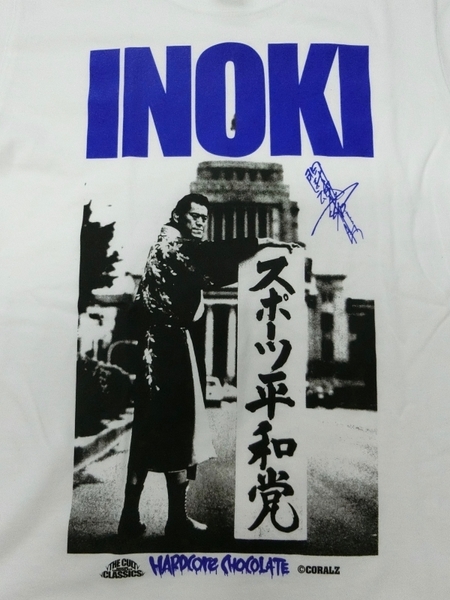 INOKI
スポーツ平和党
THE CULT
CLASSICS
HARDCORE CHOCOLATE
©CORALZ